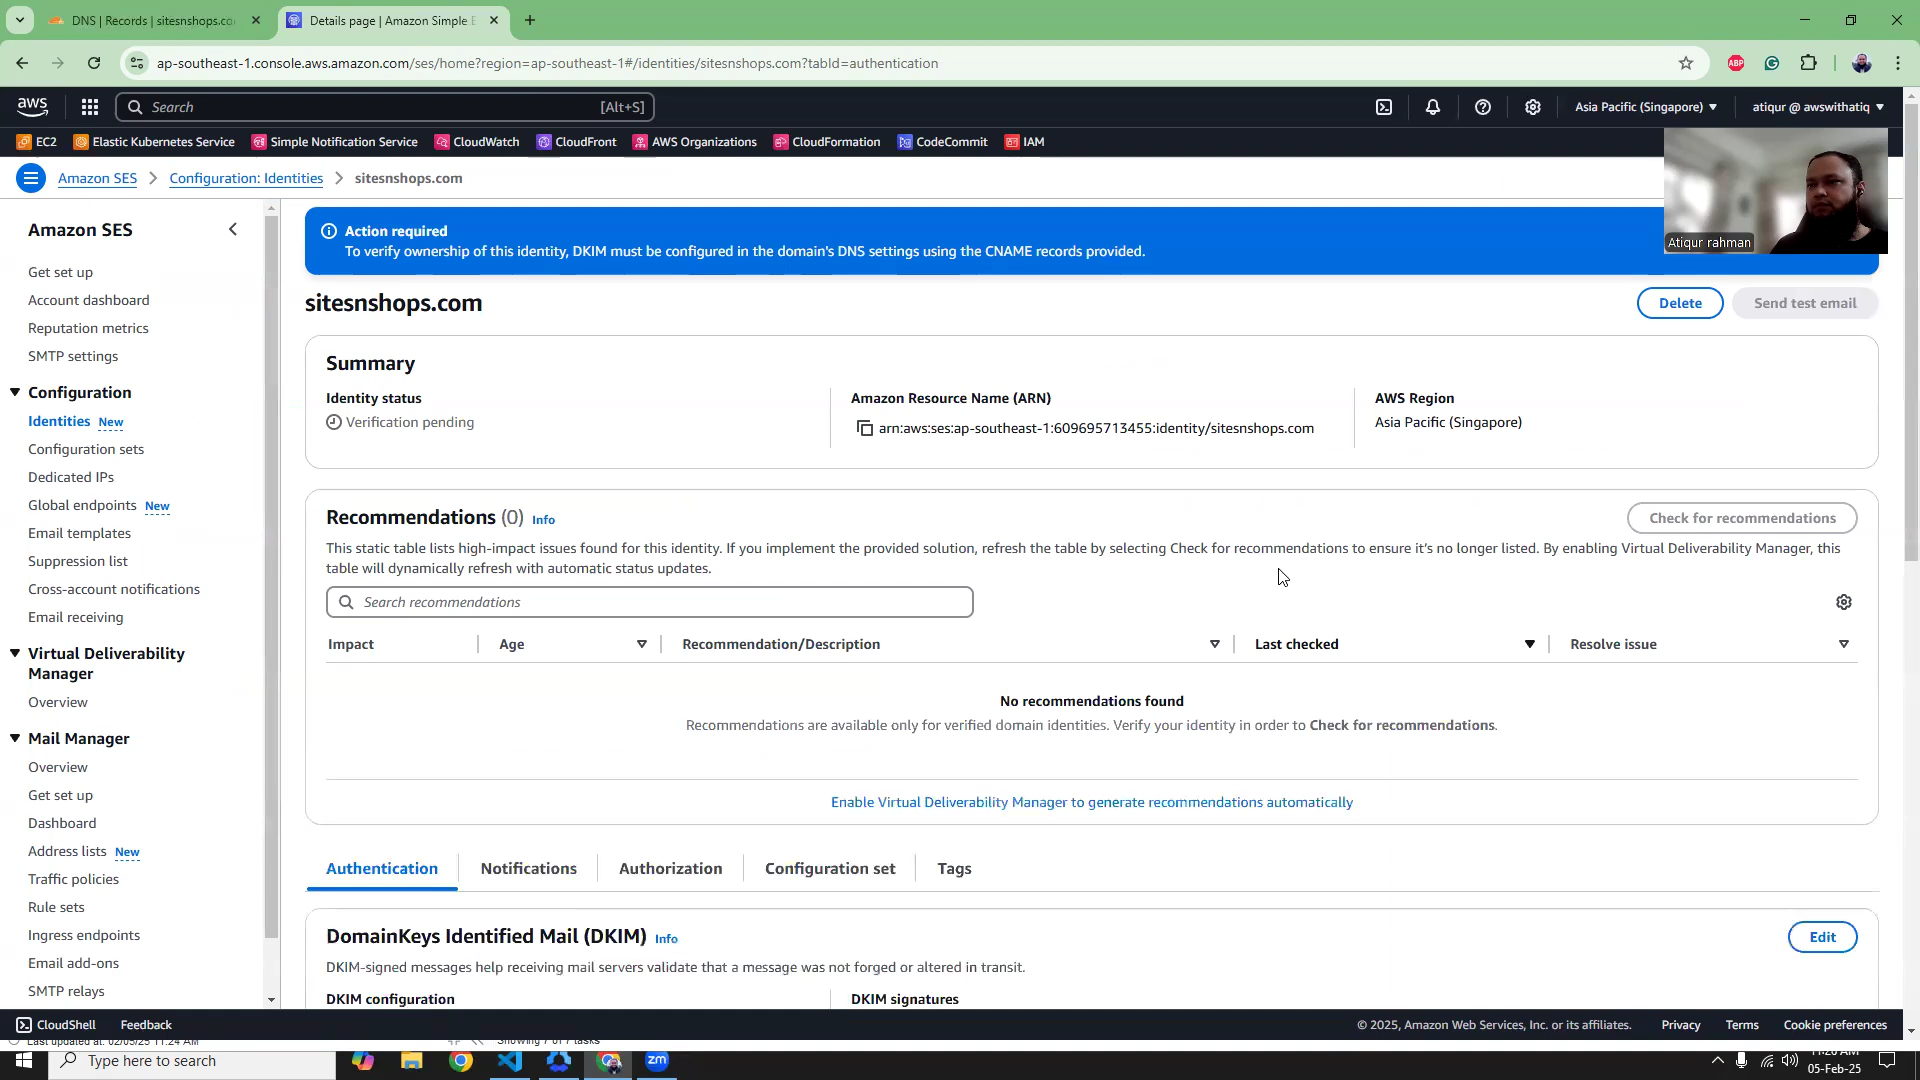 DNS | Records | sitesnshops.co
Details page | Amazon Simple E
ap-southeast-1.console.aws.amazon.com/ses/home?region=ap-southeast-1#/identities/sitesnshops.com?tabId=authentication
ABP
aws
Search
[Alt+S]
Asia Pacific (Singapore)
atiqur @ awswithatiq
EC2
Elastic Kubernetes Service
Simple Notification Service
CloudWatch
CloudFront
AWS Organizations
CloudFormation
CodeCommit
IAM
Amazon SES
Configuration: Identities
sitesnshops.com
Atiqur rahman
Amazon SES
Get set up
Account dashboard
Reputation metrics
SMTP settings
Configuration
Identities New
Configuration sets
Dedicated IPs
Global endpoints New
Email templates
Suppression list
Cross-account notifications
Email receiving
Virtual Deliverability
Manager
Overview
Mail Manager
Overview
Get set up
Dashboard
Address lists New
Traffic policies
Rule sets
Ingress endpoints
Email add-ons
SMTP relays
Action required
To verify ownership of this identity, DKIM must be configured in the domain's DNS settings using the CNAME records provided.
sitesnshops.com
Delete
Send test email
Summary
Identity status
Verification pending
Amazon Resource Name (ARN)
arn:aws:ses:ap-southeast-1:609695713455:identity/sitesnshops.com
AWS Region
Asia Pacific (Singapore)
Recommendations (0) Info
Check for recommendations
This static table lists high-impact issues found for this identity. If you implement the provided solution, refresh the table by selecting Check for recommendations to ensure it's no longer listed. By enabling Virtual Deliverability Manager, this
table will dynamically refresh with automatic status updates.
Search recommendations
Impact
Age
Recommendation/Description
Last checked
Resolve issue
No recommendations found
Recommendations are available only for verified domain identities. Verify your identity in order to Check for recommendations.
Enable Virtual Deliverability Manager to generate recommendations automatically
Authentication
Notifications
Authorization
Configuration set
Tags
DomainKeys Identified Mail (DKIM) Info
Edit
DKIM-signed messages help receiving mail servers validate that a message was not forged or altered in transit.
DKIM configuration
DKIM signatures
CloudShell
Feedback
© 2025, Amazon Web Services, Inc. or its affiliates.
Privacy
Terms
Cookie preferences
Last updated at: 02/05/25 11:24 AM
Showing 7 of 7 tasks
Type here to search
zm
05-Feb-25